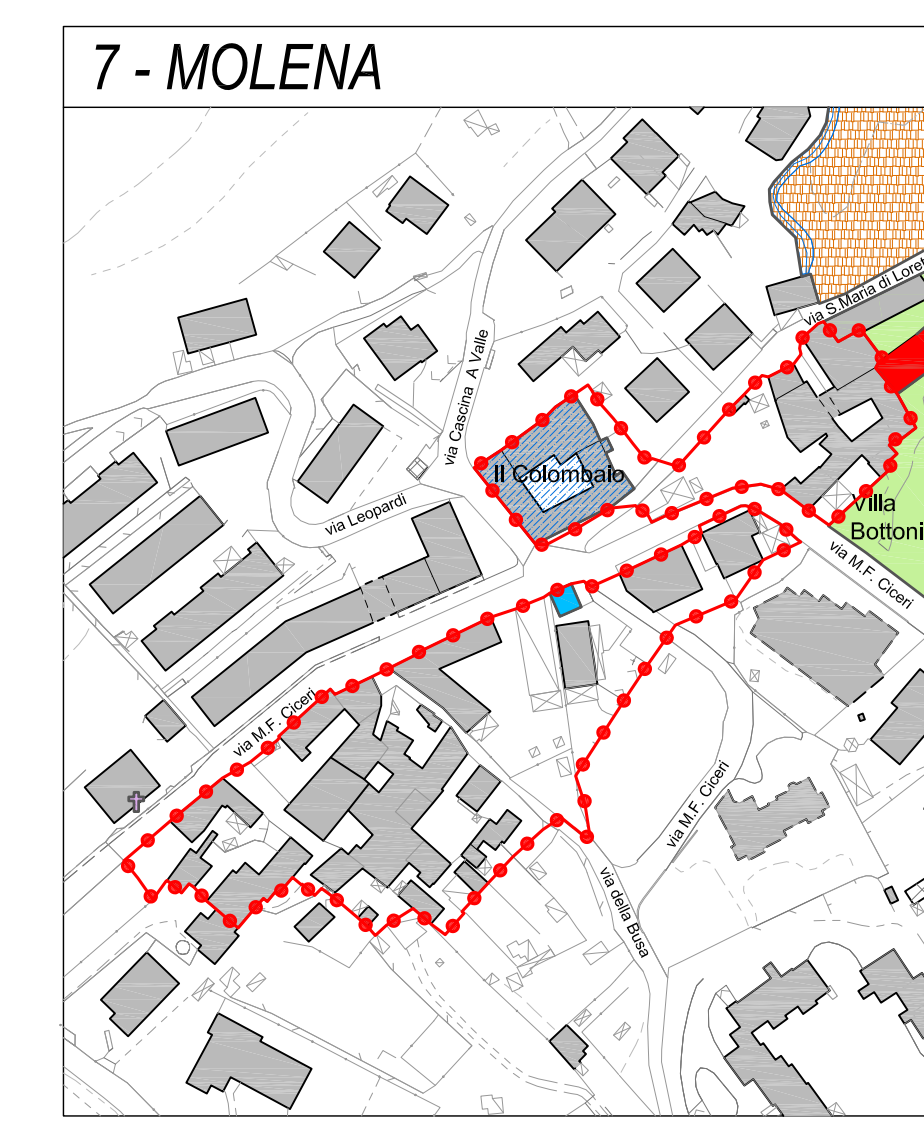 7 - MOLENA
via S.Maria di Loret
via Cascina A Valle
Il Colombaio
via Leopardi
Villa
Bottoni
via M.F. Ciceri
via M.F. Ciceri
via M.F. Ciceri
via della Busa